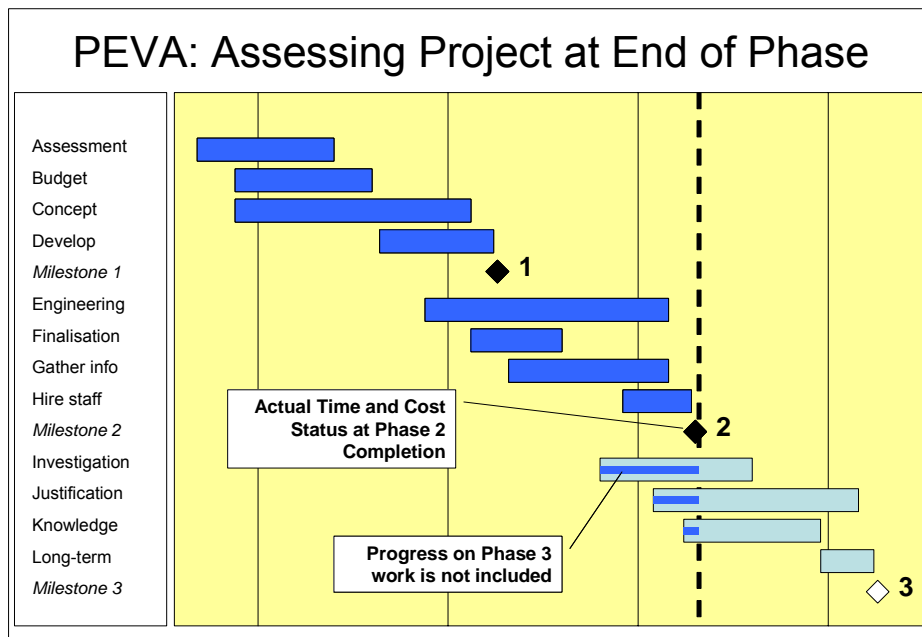 PEVA: Assessing Project at End of Phase
Assessment
Budget
Concept
Develop
Milestone 1
1
Engineering
Finalisation
Gather info
Hire staff
Actual Time and Cost
Status at Phase 2
Completion
Milestone 2
2
Investigation
Justification
Knowledge
Progress on Phase 3
work is not included
Long-term
Milestone 3
3